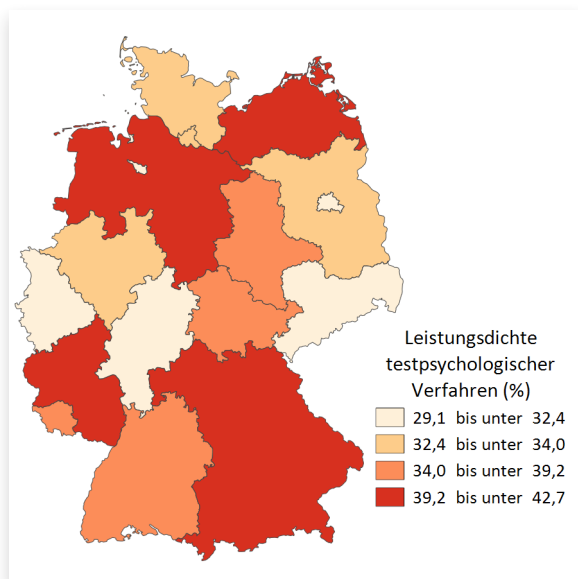 Leistungsdichte
testpsychologischer
Verfahren (%)
29,1 bis unter 32,4
32,4 bis unter 34,0
34,0 bis unter 39,2
39,2 bis unter 42,7